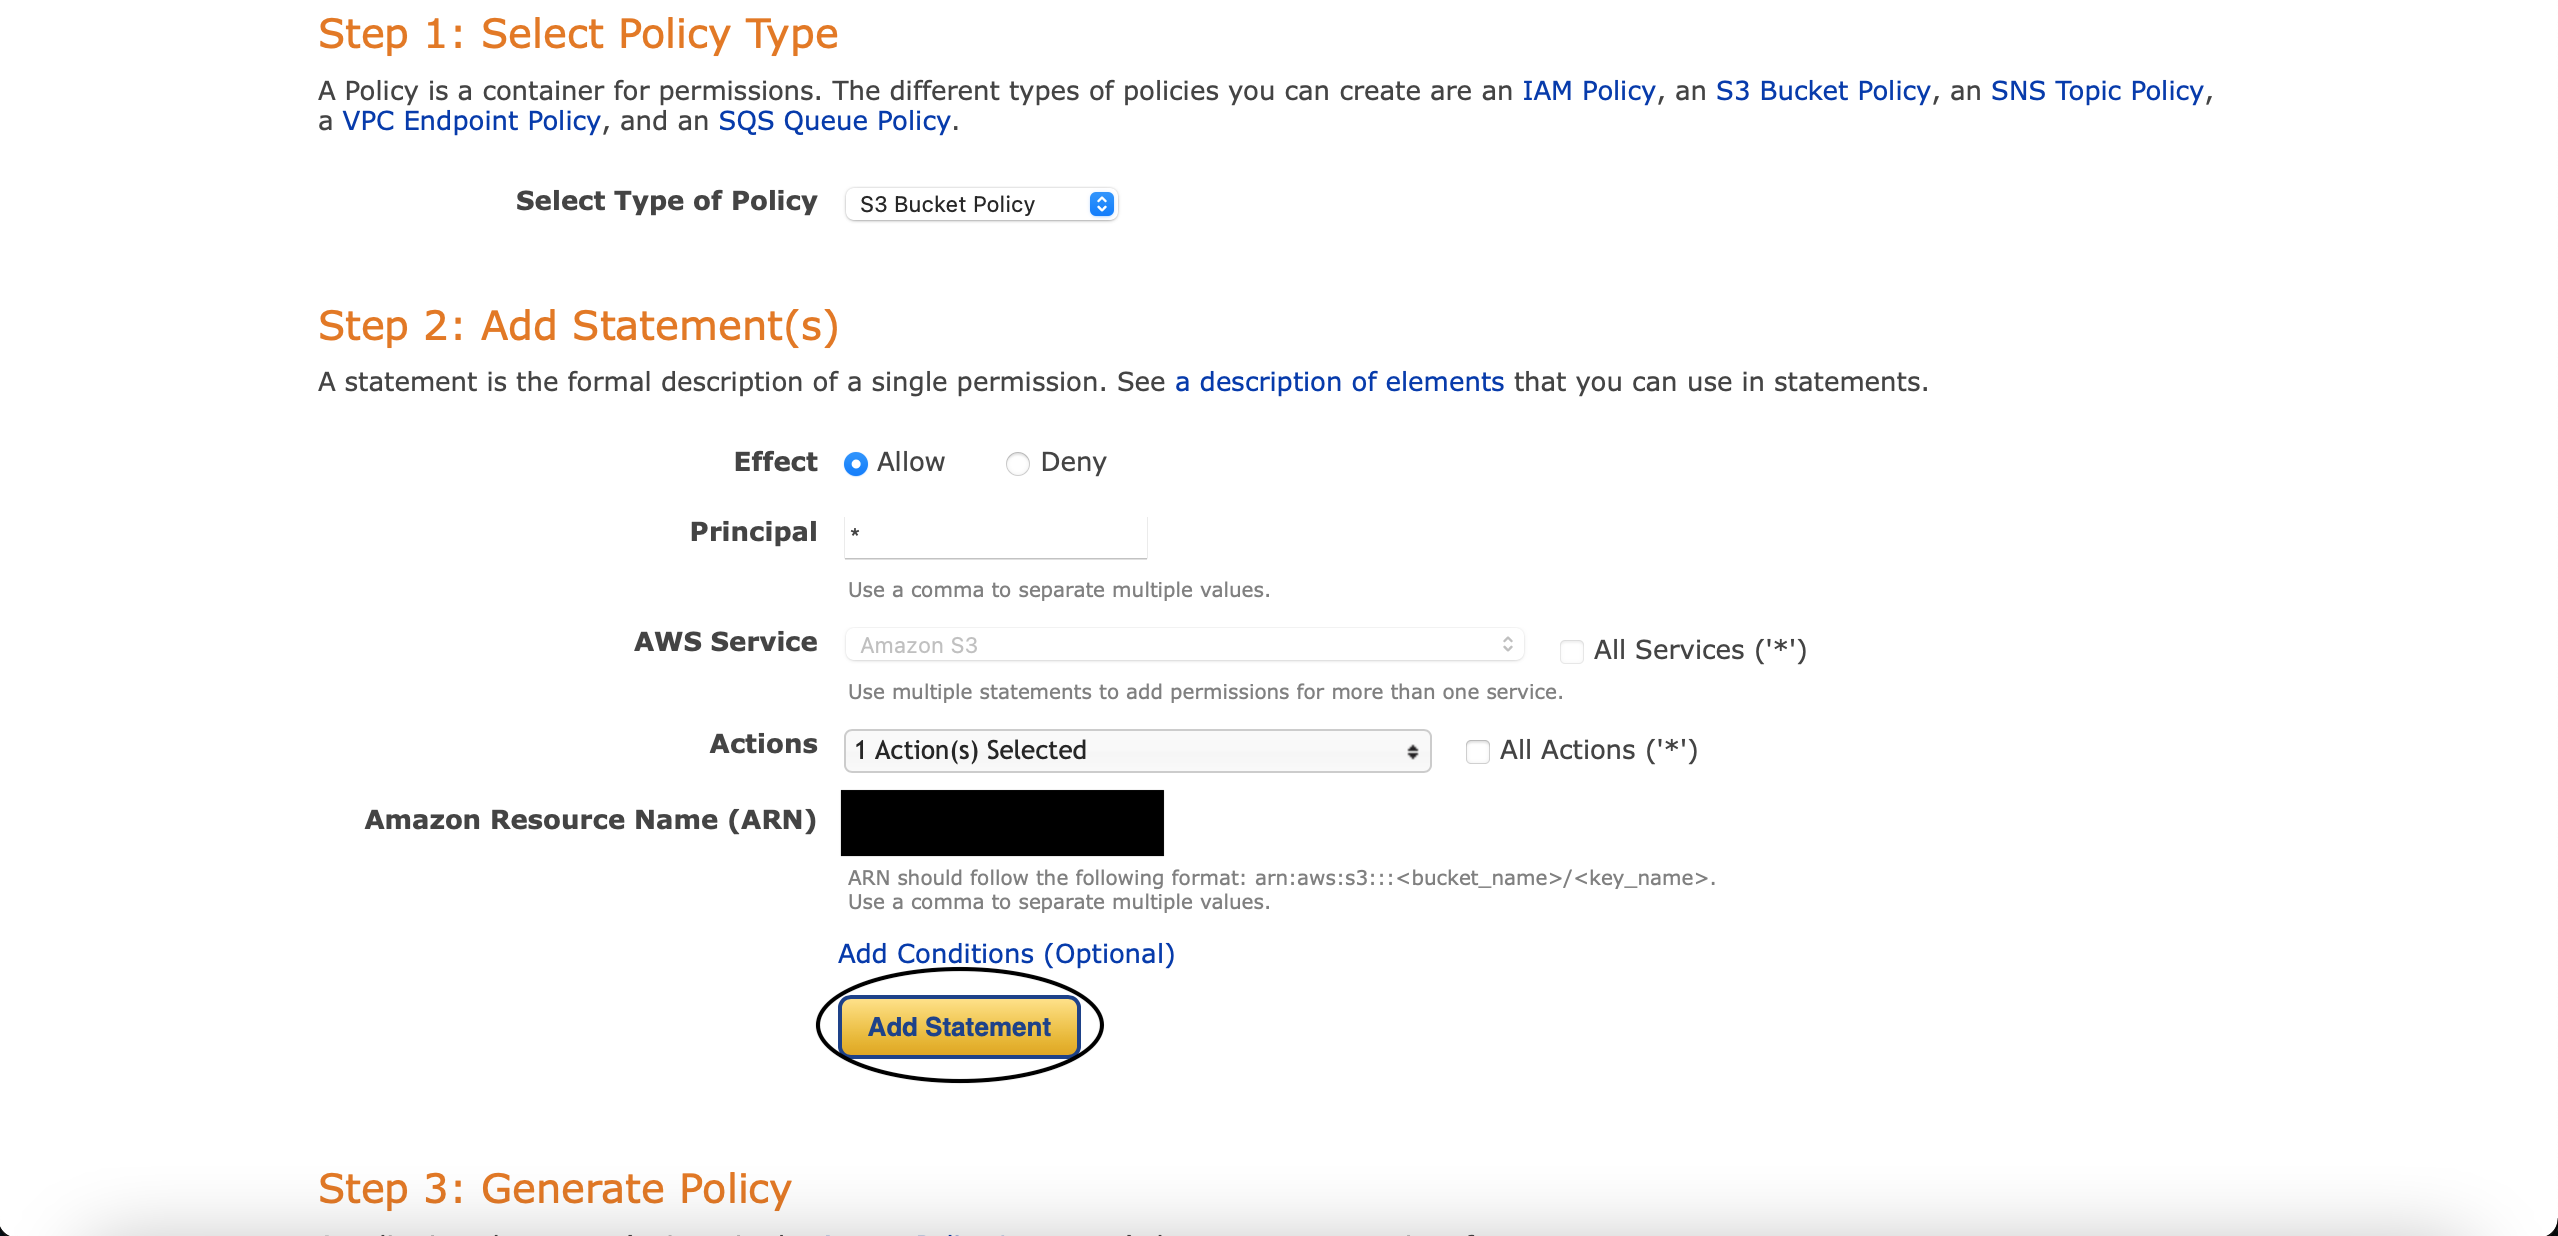 Step 1: Select Policy Type
A Policy is a container for permissions. The different types of policies you can create are an IAM Policy, an S3 Bucket Policy, an SNS Topic Policy,
a VPC Endpoint Policy, and an SQS Queue Policy.
Select Type of Policy S3 Bucket Policy
Step 2: Add Statement(s)
A statement is the formal description of a single permission. See a description of elements that you can use in statements.
Effect Allow Deny
Principal *
Use a comma to separate multiple values.
AWS Service Amazon S3 All Services ('*')
Use multiple statements to add permissions for more than one service.
Actions 1 Action(s) Selected All Actions ('*')
Amazon Resource Name (ARN)
ARN should follow the following format: arn:aws:s3:::<bucket_name>/<key_name>.
Use a comma to separate multiple values.
Add Conditions (Optional)
Add Statement
Step 3: Generate Policy